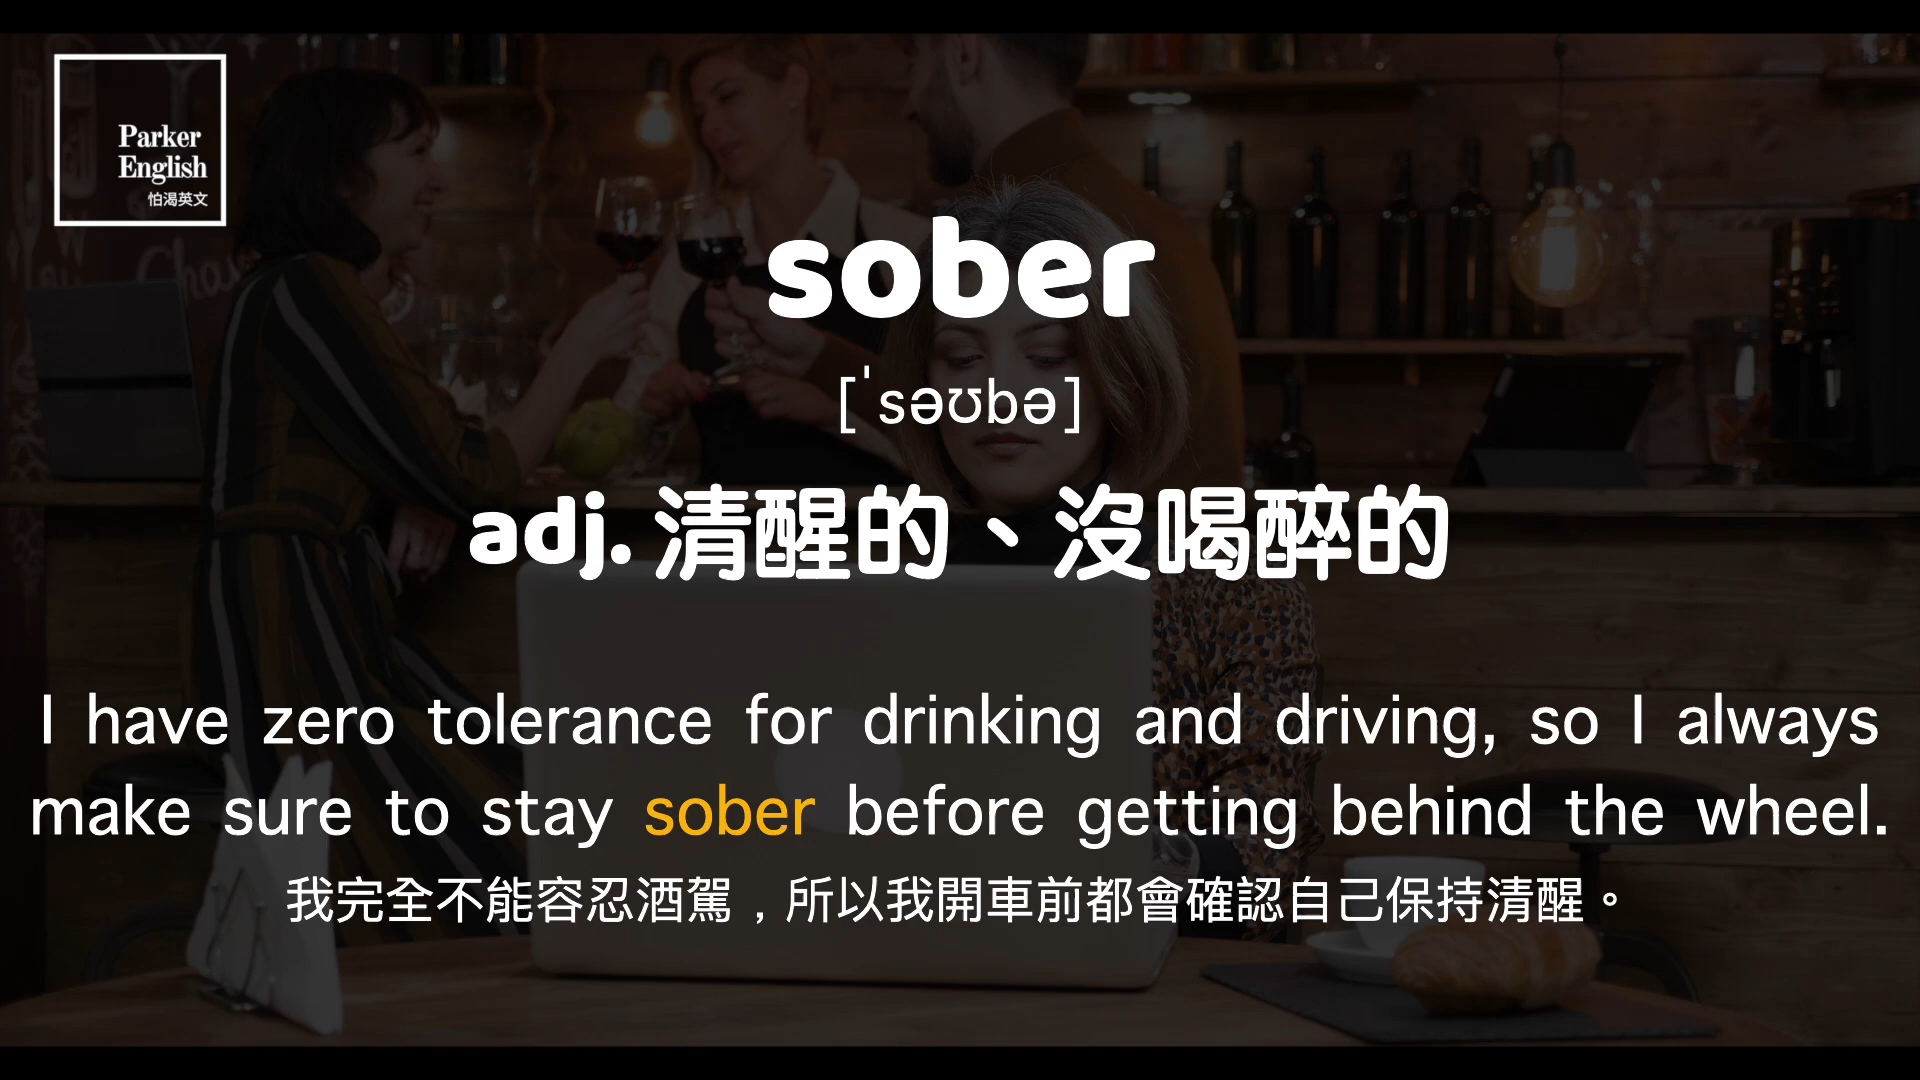 Parker
English
怕渴英文
sober
[ˈsəʊbə]
adj. 清醒的、沒喝醉的
I have zero tolerance for drinking and driving, so I always
make sure to stay sober before getting behind the wheel.
我完全不能容忍酒駕，所以我開車前都會確認自己保持清醒。